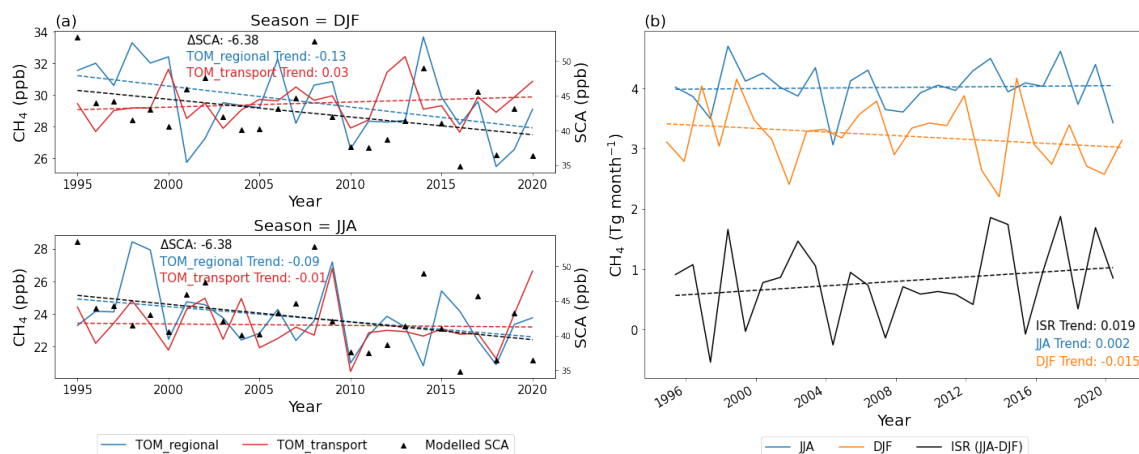 (a)
Season = DJF
ΔSCA: -6.38
TOM_regional Trend: -0.13
TOM_transport Trend: 0.03
34
32
30
28
26
CH₄ (ppb)
50
45
40
35
SCA (ppb)
1995
2000
2005
2010
2015
2020
Year
Season = JJA
ΔSCA: -6.38
TOM_regional Trend: -0.09
TOM_transport Trend: -0.01
28
26
24
22
CH₄ (ppb)
50
45
40
35
SCA (ppb)
1995
2000
2005
2010
2015
2020
Year
TOM_regional
TOM_transport
Modelled SCA
(b)
4
3
2
1
0
CH₄ (Tg month⁻¹)
ISR Trend: 0.019
JJA Trend: 0.002
DJF Trend: -0.015
1996
2000
2004
2008
2012
2016
2020
Year
JJA
DJF
ISR (JJA-DJF)